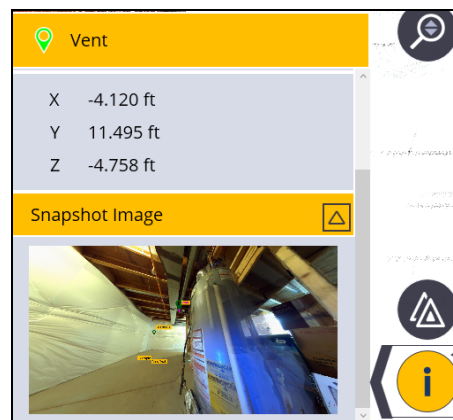 Vent
X -4.120 ft
Y 11.495 ft
Z -4.758 ft
Snapshot Image
i